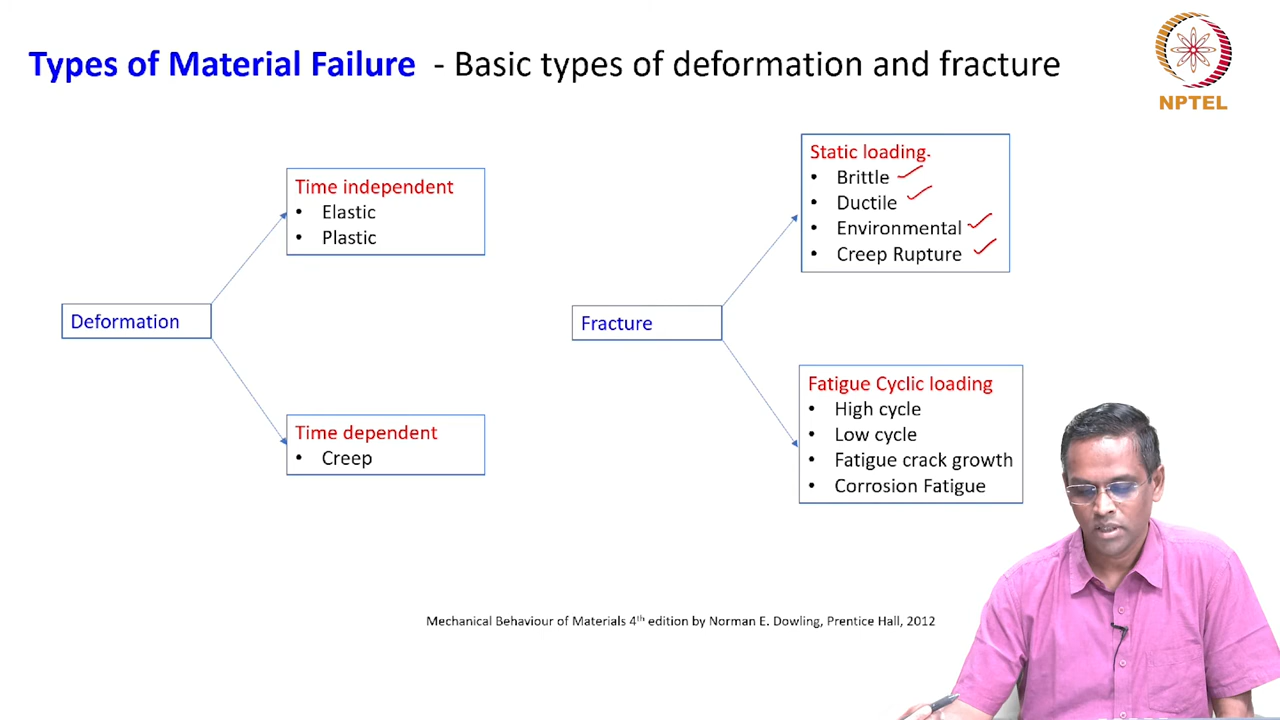 Types of Material Failure - Basic types of deformation and fracture
NPTEL
Deformation
Time independent
• Elastic
• Plastic
Time dependent
• Creep
Fracture
Static loading.
• Brittle
• Ductile
• Environmental
• Creep Rupture
Fatigue Cyclic loading
• High cycle
• Low cycle
• Fatigue crack growth
• Corrosion Fatigue
Mechanical Behaviour of Materials 4th edition by Norman E. Dowling, Prentice Hall, 2012